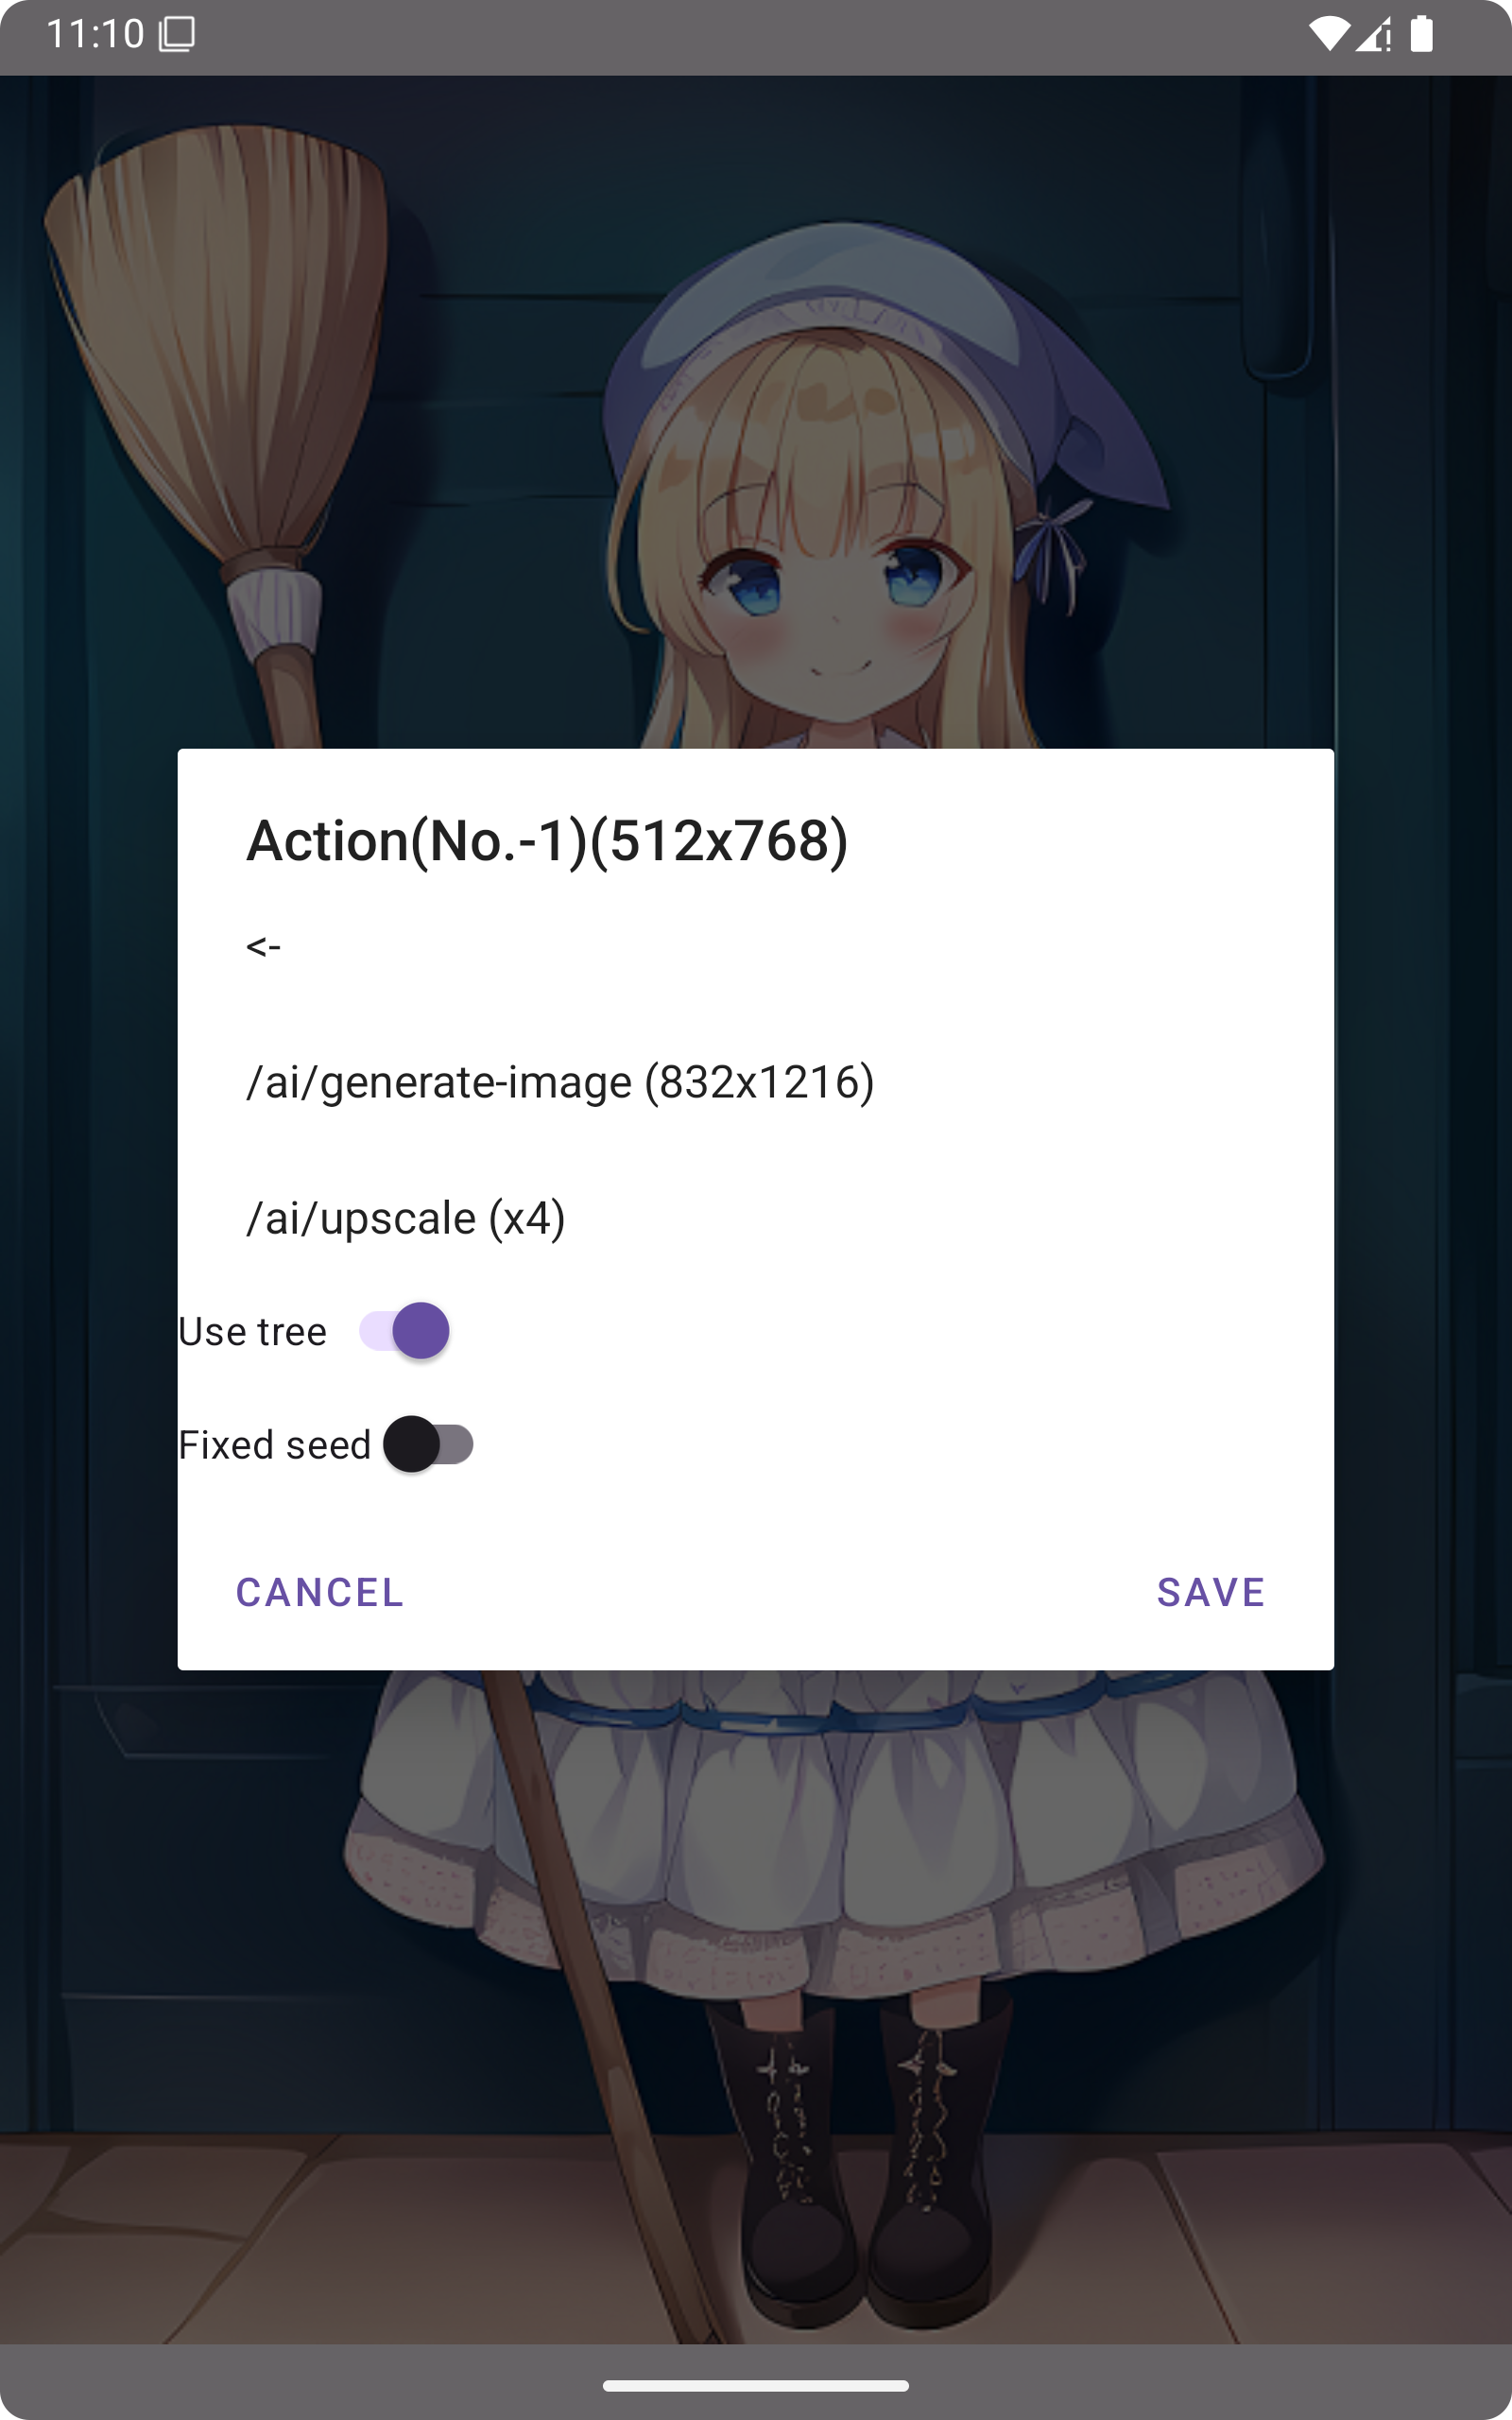 11:10
Action(No.-1)(512x768)
<-
/ai/generate-image (832x1216)
/ai/upscale (x4)
Use tree
Fixed seed
CANCEL
SAVE